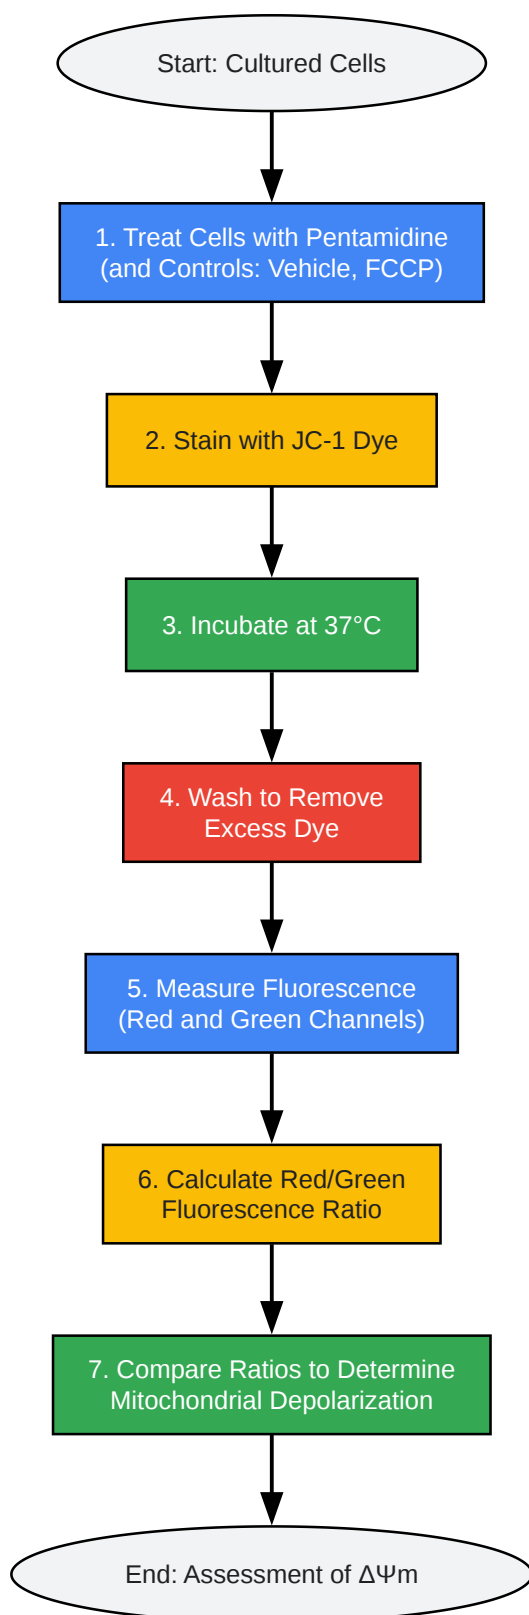 Start: Cultured Cells
1. Treat Cells with Pentamidine
(and Controls: Vehicle, FCCP)
2. Stain with JC-1 Dye
3. Incubate at 37°C
4. Wash to Remove
Excess Dye
5. Measure Fluorescence
(Red and Green Channels)
6. Calculate Red/Green
Fluorescence Ratio
7. Compare Ratios to Determine
Mitochondrial Depolarization
End: Assessment of ΔΨm